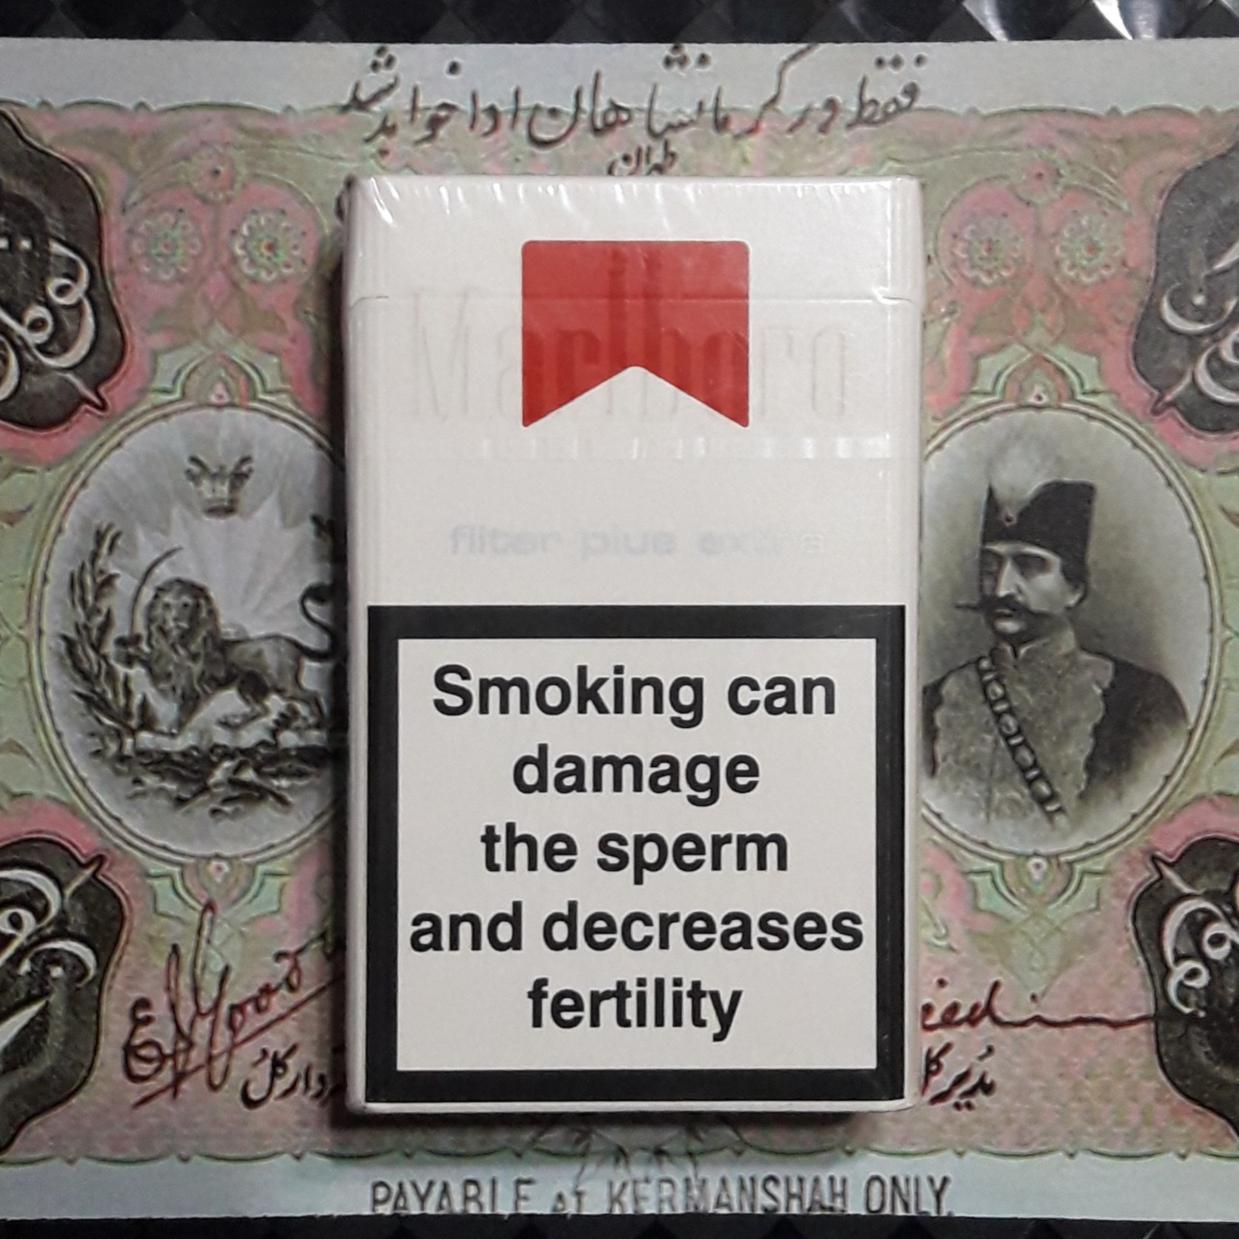 فقط در کرمانشاهان ادا خواهد شد
طهران
Marlboro
filter plus extra
Smoking can
damage
the sperm
and decreases
fertility
مدیر کل
PAYABLE AT KERMANSHAH ONLY.